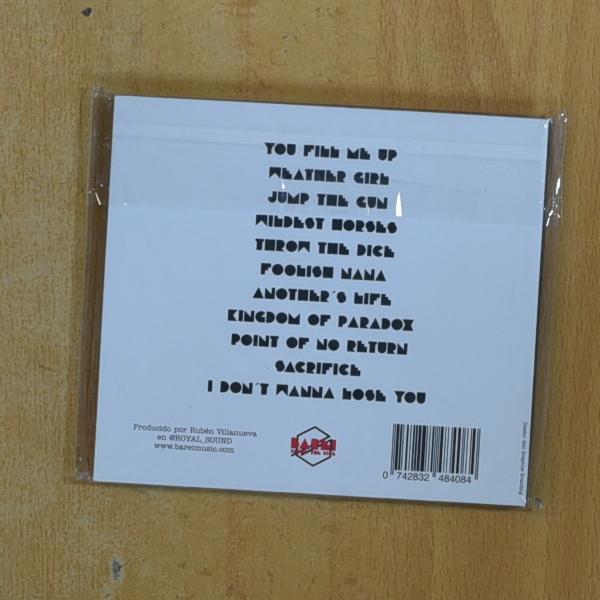 YOU FILL ME UP
WEATHER GIRL
JUMP THE GUN
WILDEST HORSES
THROW THE DICE
FOOLISH NANA
ANOTHER'S LIFE
KINGDOM OF PARADOX
POINT OF NO RETURN
SACRIFICE
I DON'T WANNA LOSE YOU
Producido por Rubén Villanueva
en @ROYAL_SOUND
www.bareimusic.com
BAREI
0 742832 484084